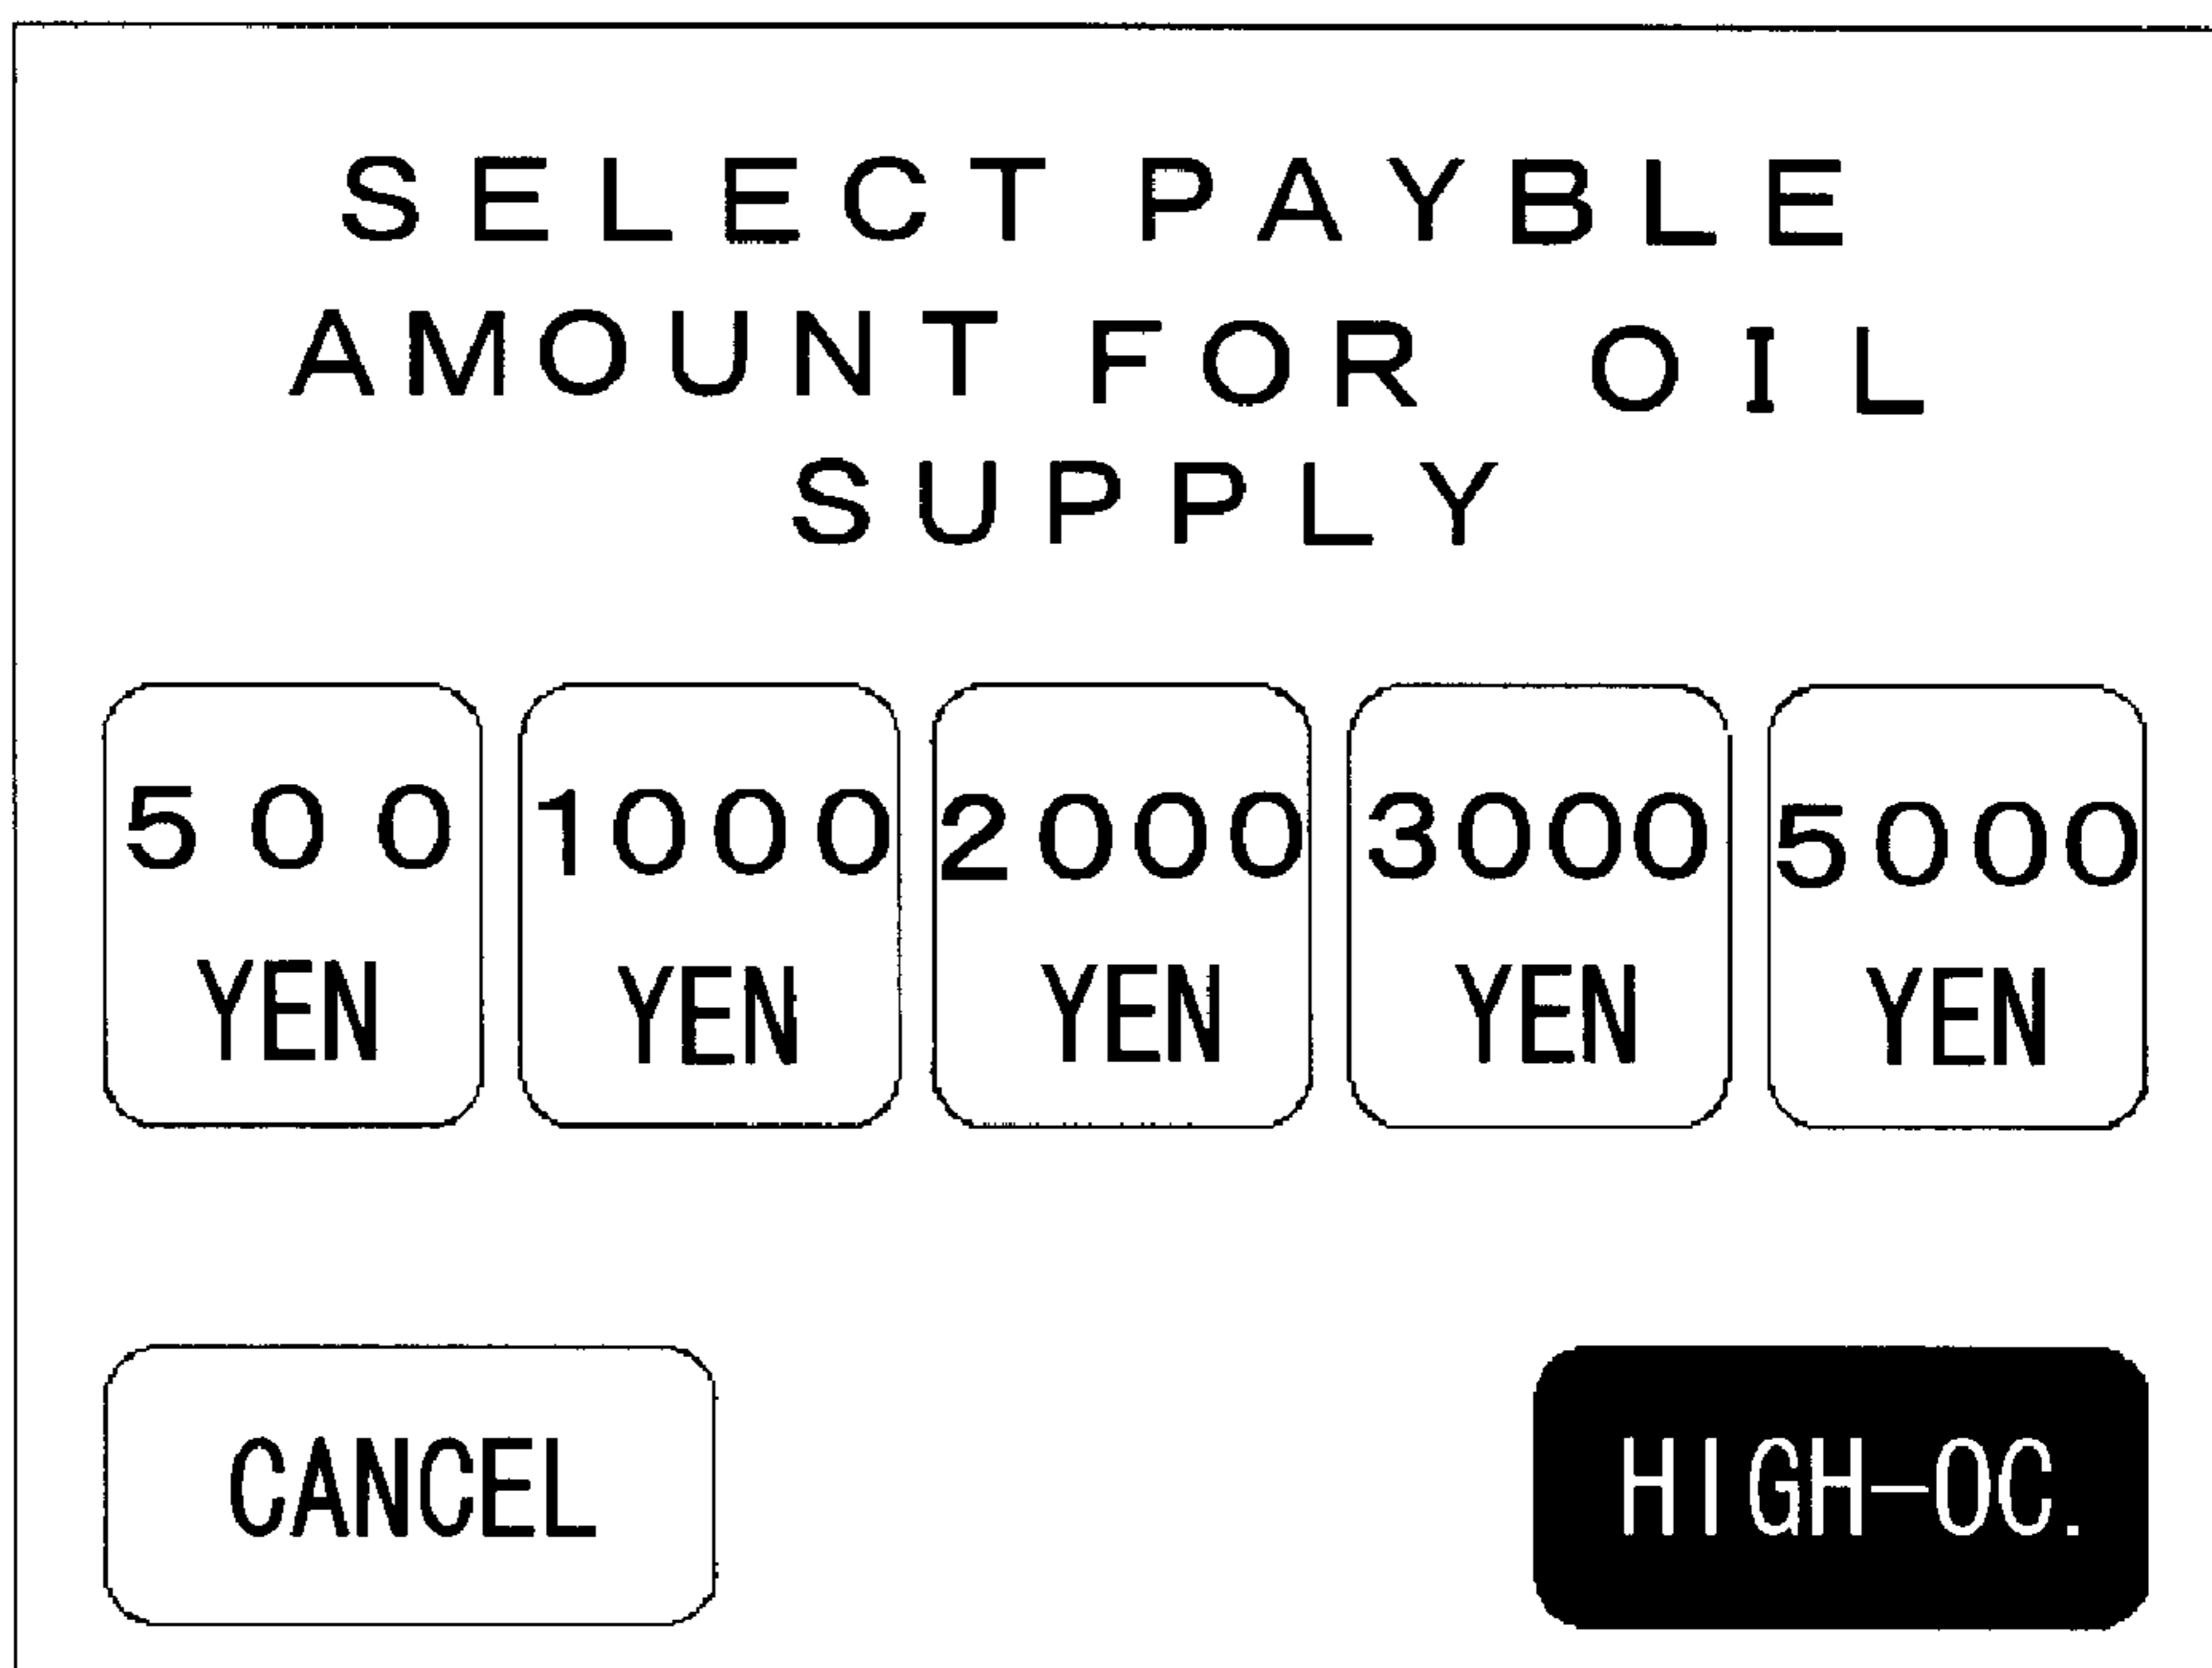 SELECT PAYBLE
AMOUNT FOR OIL
SUPPLY
500 1000 2000 3000 5000
YEN YEN YEN YEN YEN
CANCEL HIGH-OC.